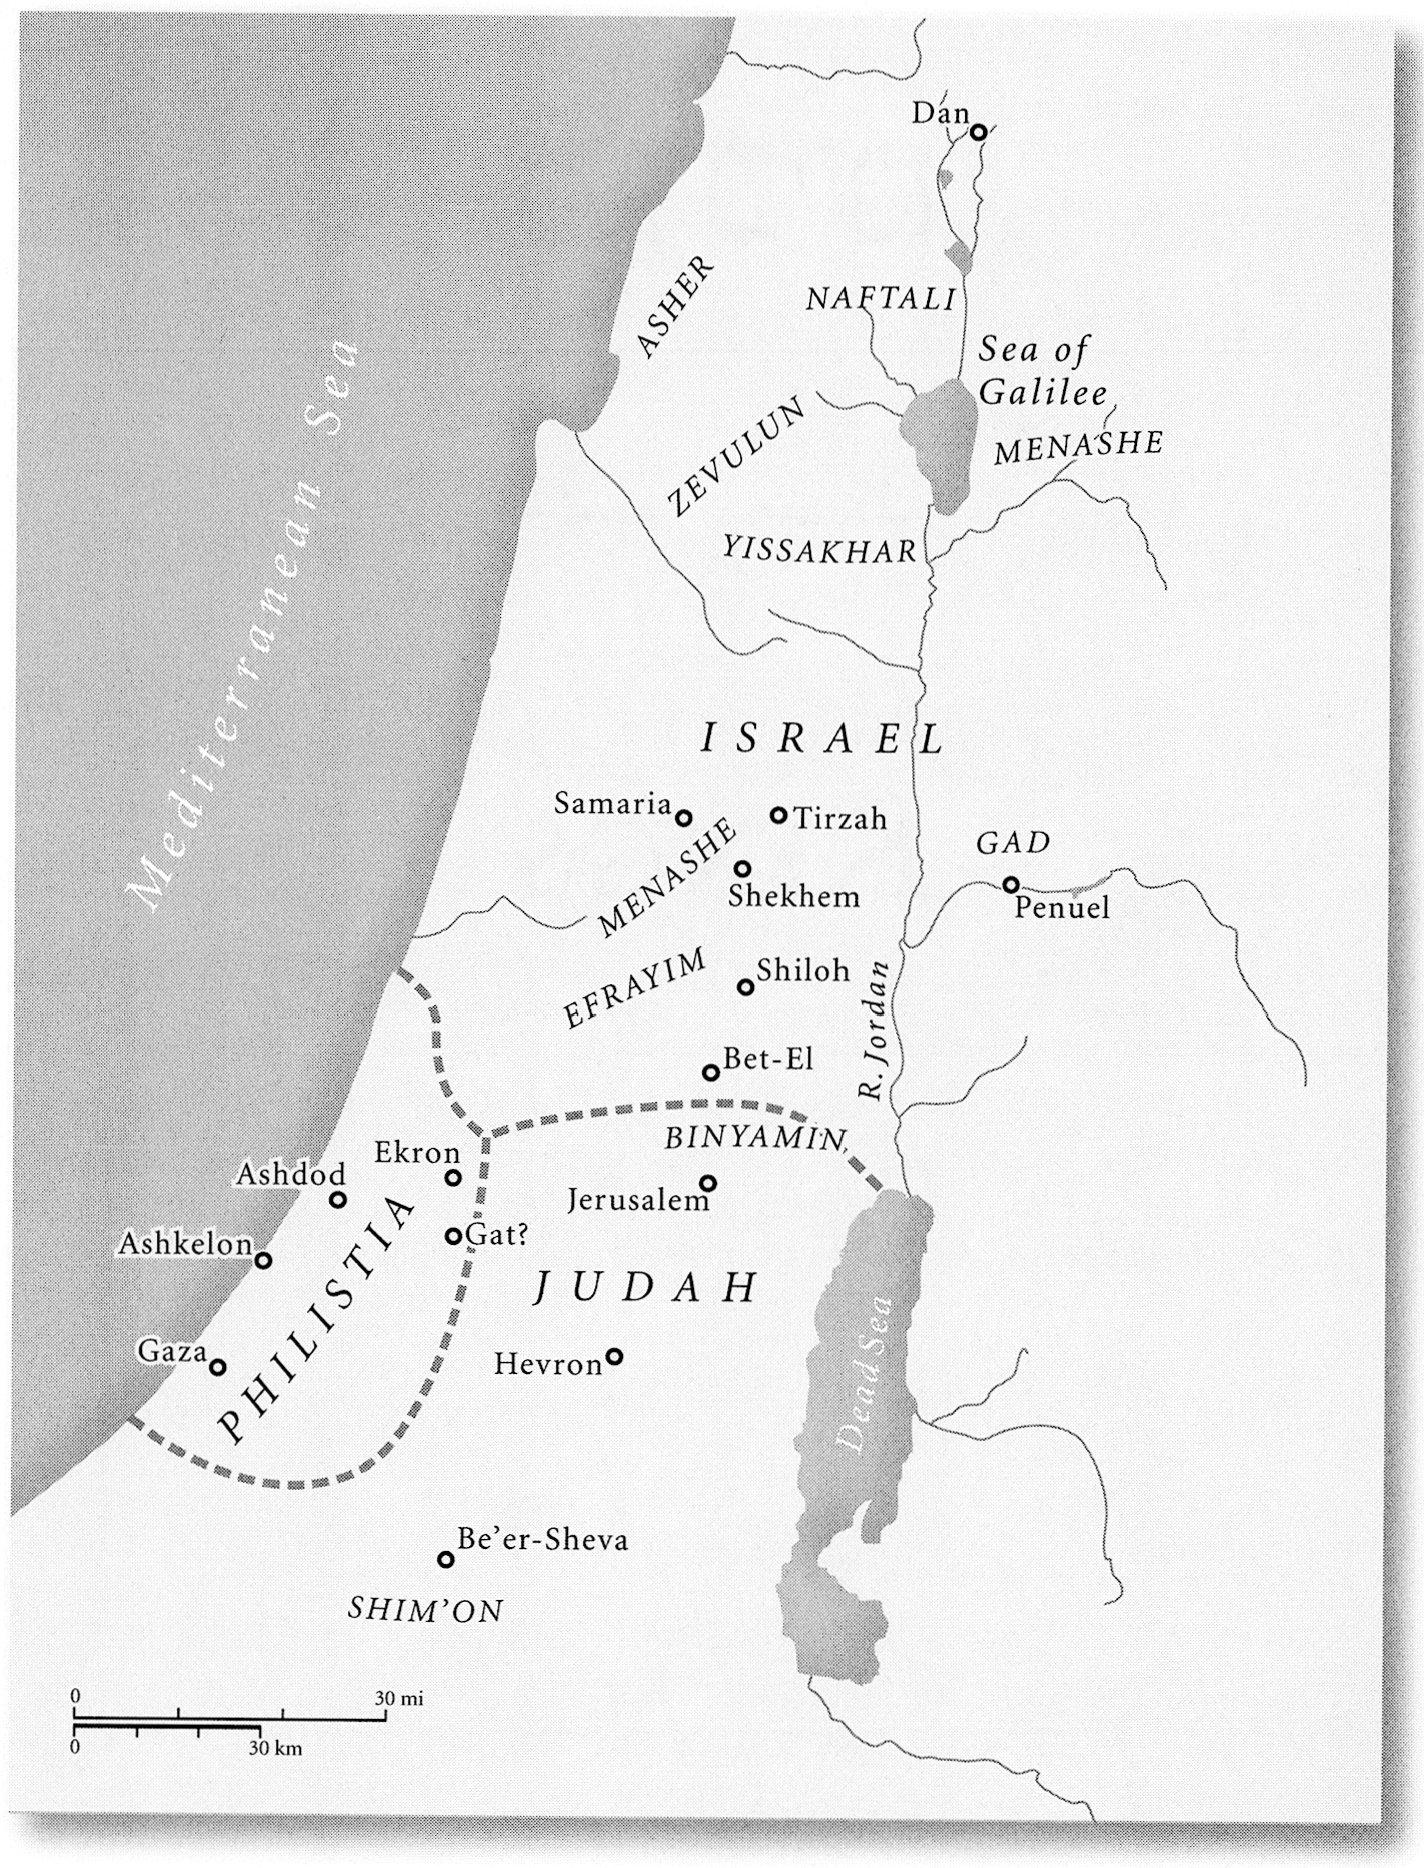 Dan
ASHER
NAFTALI
Sea of
Galilee
ZEVULUN
MENASHE
Mediterranean Sea
YISSAKHAR
ISRAEL
Samaria
Tirzah
GAD
MENASHE
Shekhem
Penuel
EFRAYIM
Shiloh
R. Jordan
Bet-El
BINYAMIN
Ekron
Ashdod
Jerusalem
Gat?
Ashkelon
PHILISTIA
JUDAH
Gaza
Hevron
Dead Sea
Be’er-Sheva
SHIM’ON
0 30 mi
0 30 km